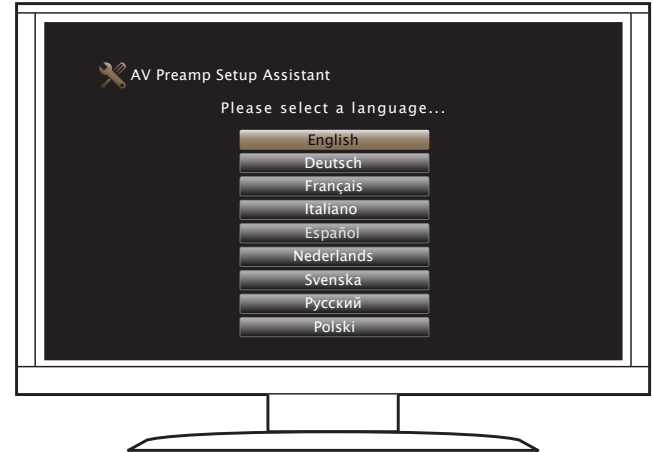 AV Preamp Setup Assistant
Please select a language...
English
Deutsch
Français
Italiano
Español
Nederlands
Svenska
Русский
Polski